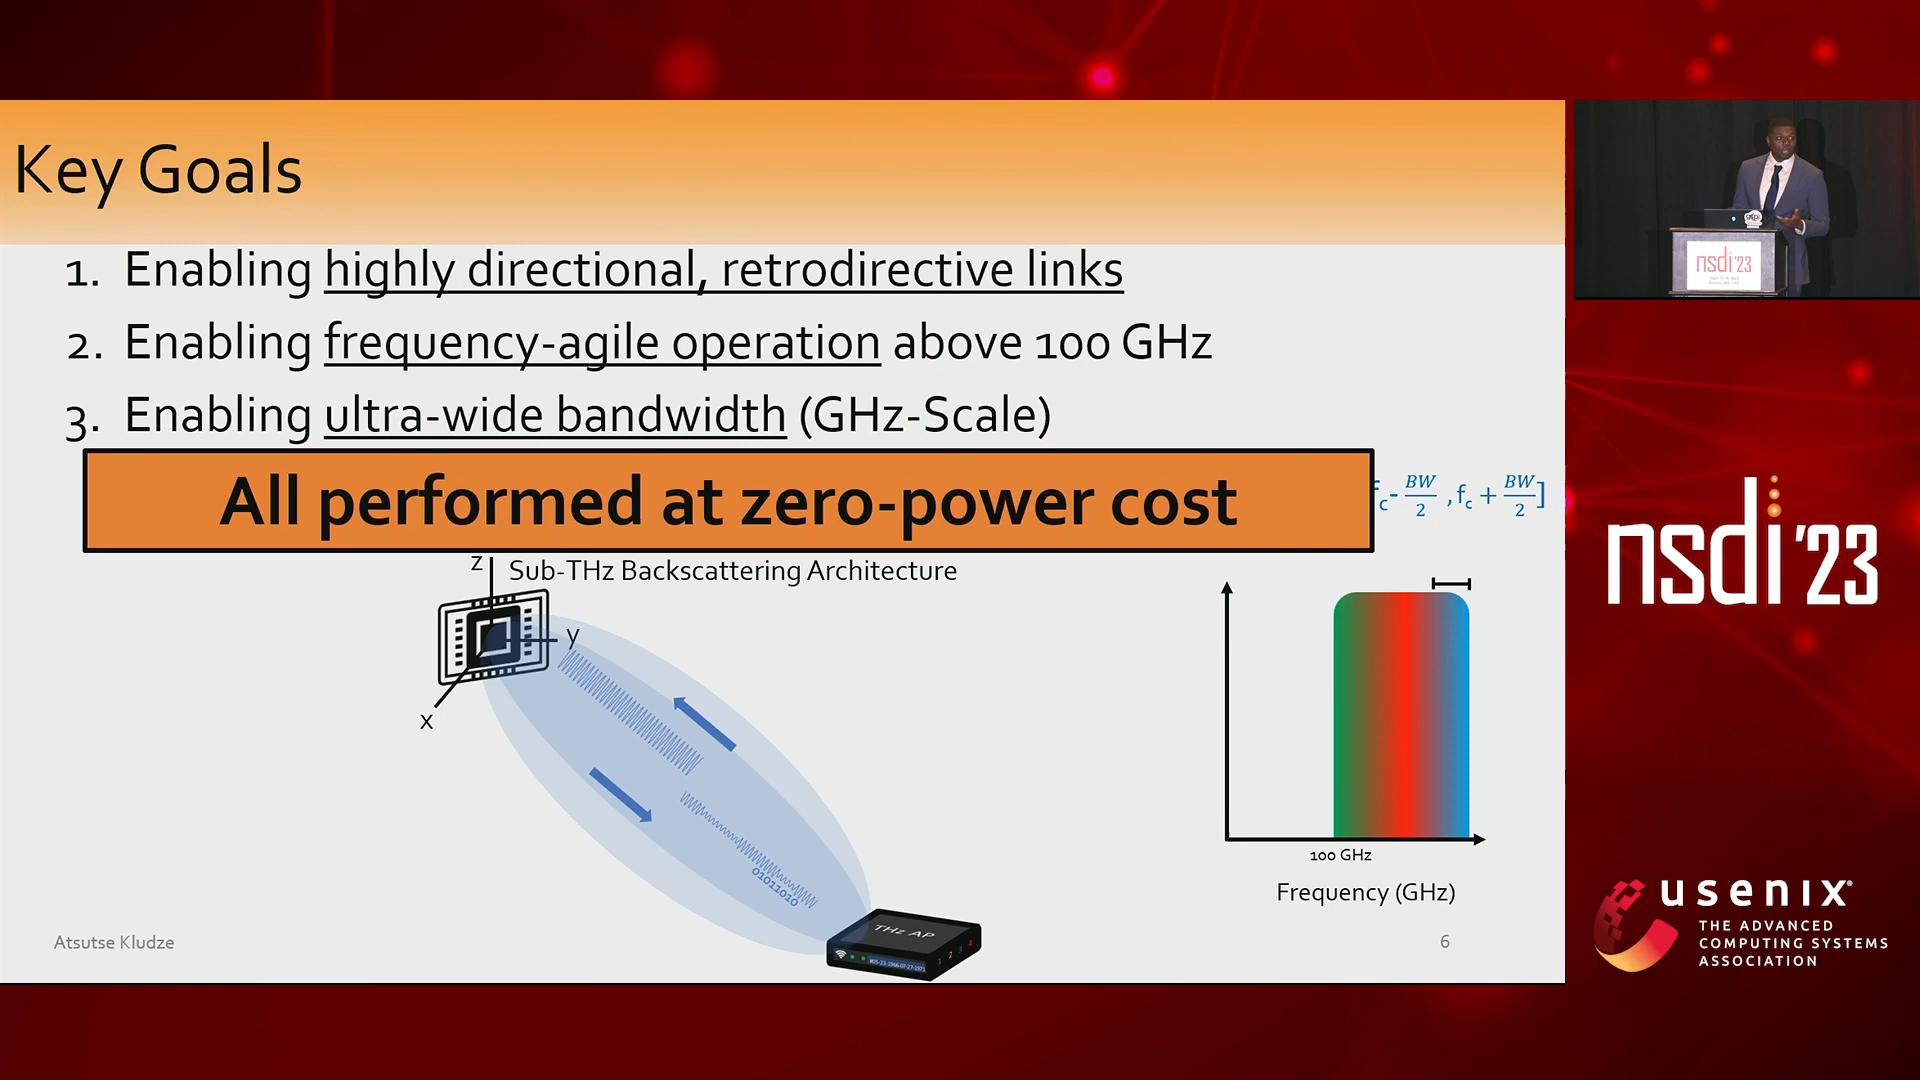 Key Goals
1. Enabling highly directional, retrodirective links
2. Enabling frequency-agile operation above 100 GHz
3. Enabling ultra-wide bandwidth (GHz-Scale)
All performed at zero-power cost
c- BW/2 , fc + BW/2]
z
Sub-THz Backscattering Architecture
y
x
01011010
THz AP
100 GHz
Frequency (GHz)
Atsutse Kludze
6
nsdi'23
nsdi'23
usenix®
THE ADVANCED
COMPUTING SYSTEMS
ASSOCIATION